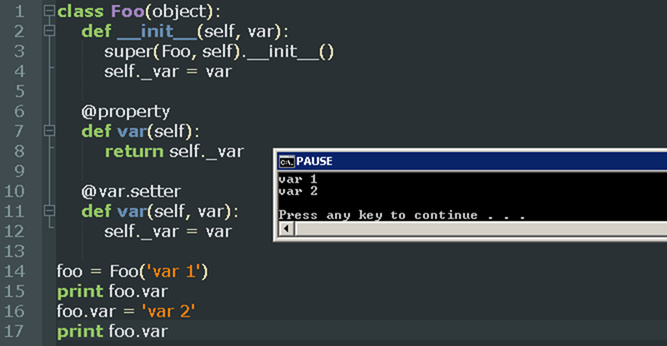 1 class Foo(object):
2     def __init__(self, var):
3         super(Foo, self).__init__()
4         self._var = var
5
6     @property
7     def var(self):
8         return self._var
9
10     @var.setter
11     def var(self, var):
12         self._var = var
13
14 foo = Foo('var 1')
15 print foo.var
16 foo.var = 'var 2'
17 print foo.var
C:\. PAUSE
var 1
var 2
Press any key to continue . . .